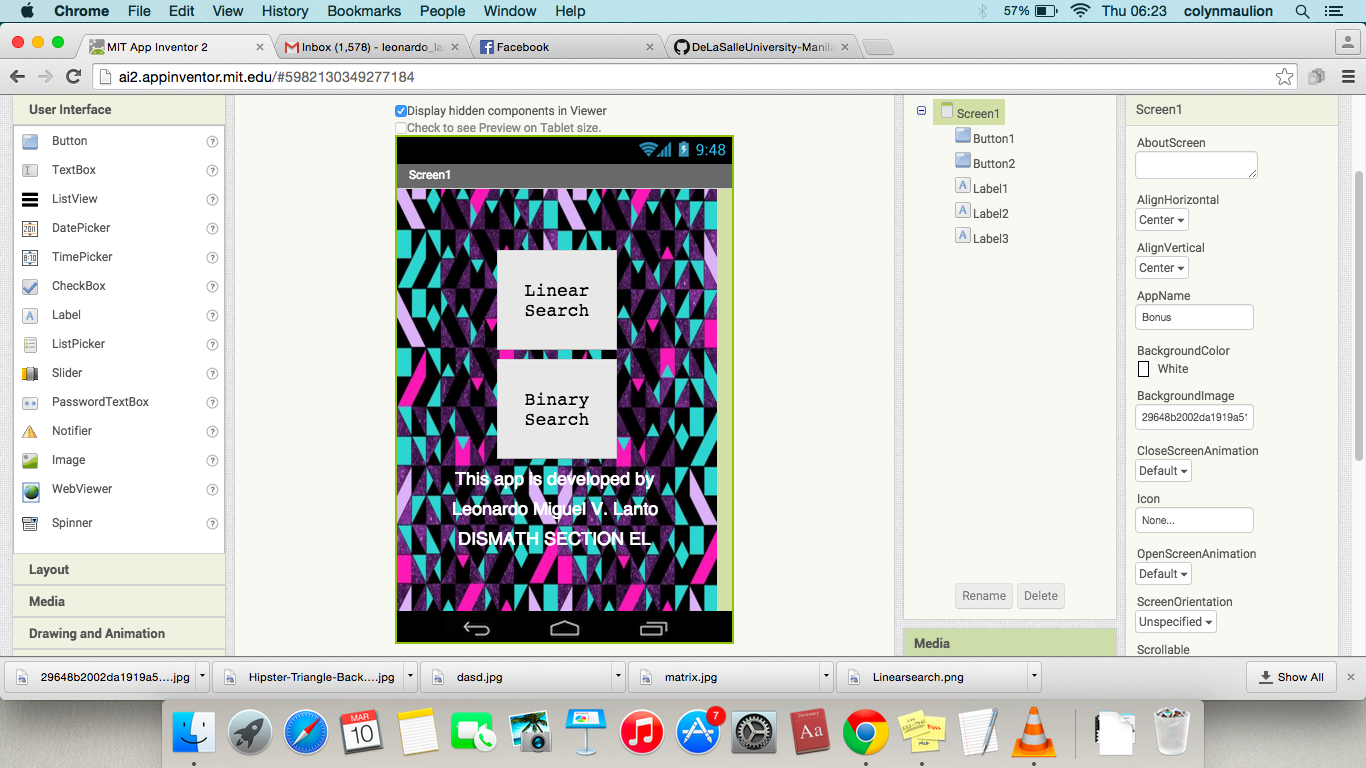 Chrome File Edit View History Bookmarks People Window Help 57% Thu 06:23 colynmaulion
MIT App Inventor 2
Inbox (1,578) - leonardo_la
Facebook
DeLaSalleUniversity-Manila
ai2.appinventor.mit.edu/#5982130349277184
User Interface
Button ?
TextBox ?
ListView ?
DatePicker ?
TimePicker ?
CheckBox ?
Label ?
ListPicker ?
Slider ?
PasswordTextBox ?
Notifier ?
Image ?
WebViewer ?
Spinner ?
Layout
Media
Drawing and Animation
Display hidden components in Viewer
Check to see Preview on Tablet size.
9:48
Screen1
Linear
Search
Binary
Search
This app is developed by
Leonardo Miguel V. Lanto
DISMATH SECTION EL
Screen1
Button1
Button2
Label1
Label2
Label3
Rename Delete
Media
Screen1
AboutScreen
AlignHorizontal
Center
AlignVertical
Center
AppName
Bonus
BackgroundColor
White
BackgroundImage
29648b2002da1919a51
CloseScreenAnimation
Default
Icon
None...
OpenScreenAnimation
Default
ScreenOrientation
Unspecified
Scrollable
29648b2002da1919a5....jpg
Hipster-Triangle-Back....jpg
dasd.jpg
matrix.jpg
Linearsearch.png
Show All
MAR
10
7
Aa